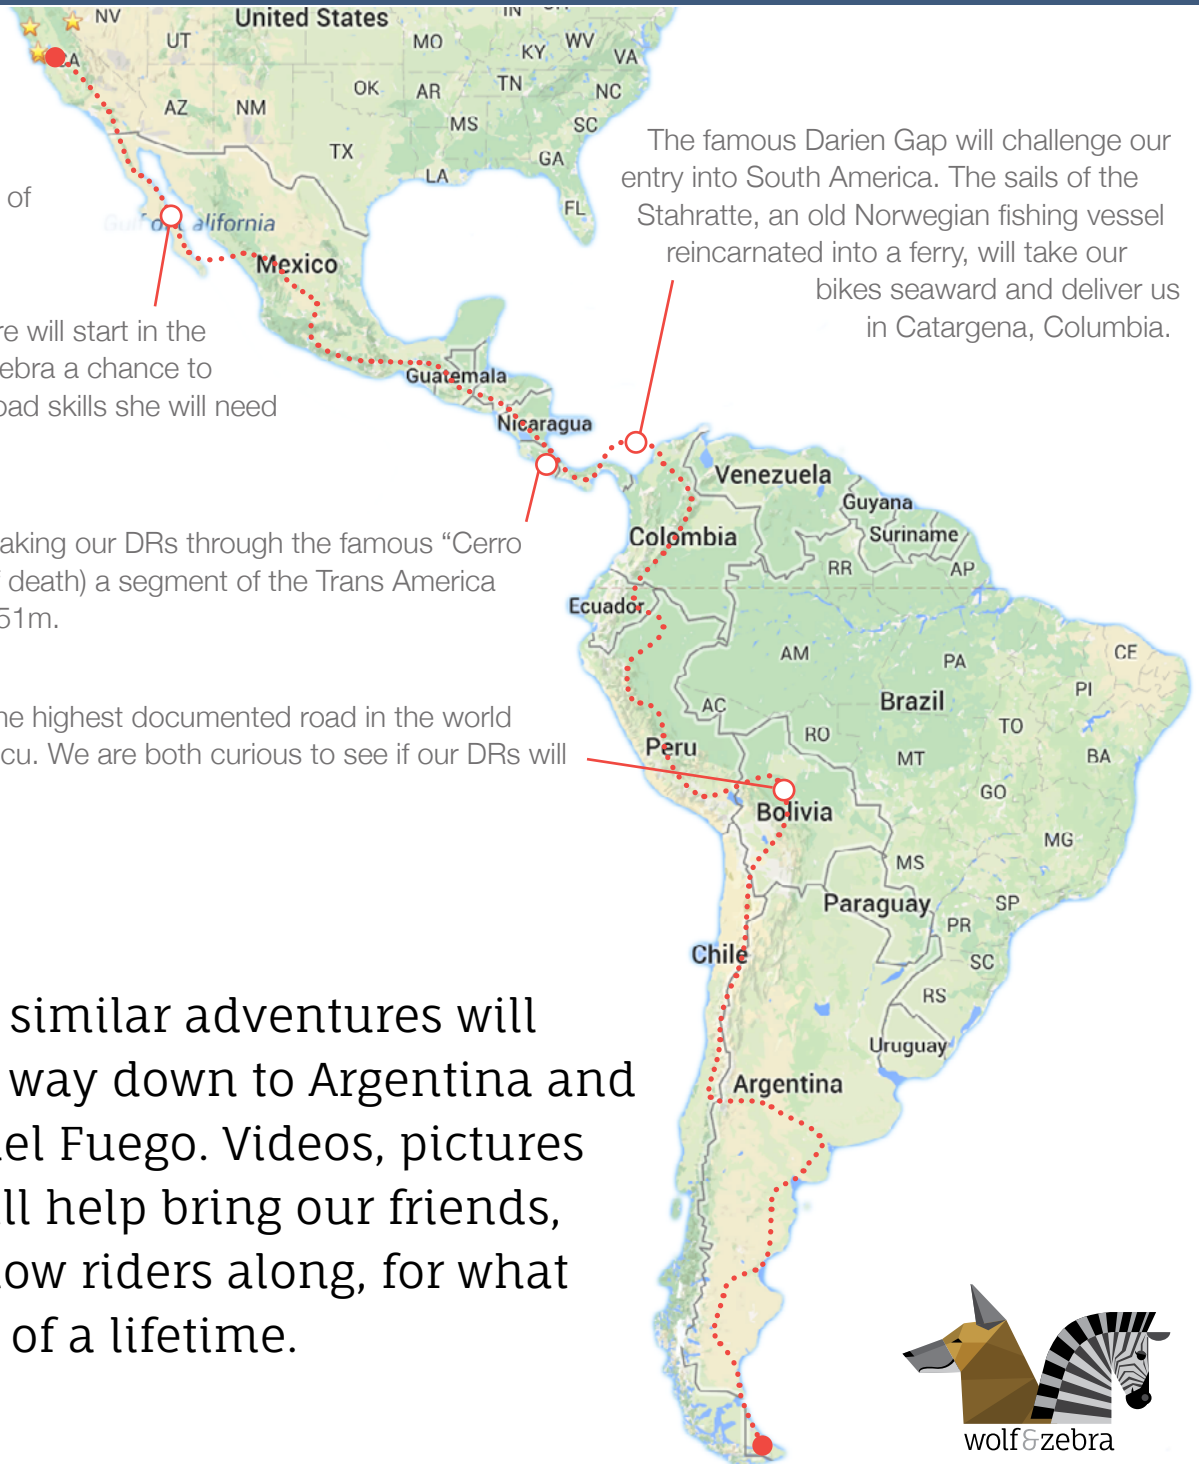 NV
United States
IN
UT
MO
KY
WV
VA
CA
OK
AR
TN
NC
AZ
NM
MS
SC
TX
GA
LA
FL
The famous Darien Gap will challenge our
entry into South America. The sails of the
Stahratte, an old Norwegian fishing vessel
reincarnated into a ferry, will take our
bikes seaward and deliver us
in Catargena, Columbia.
of
Gulf of California
Mexico
re will start in the
ebra a chance to
oad skills she will need
Guatemala
Nicaragua
Venezuela
Guyana
Suriname
Colombia
RR
AP
Ecuador
aking our DRs through the famous “Cerro
f death) a segment of the Trans America
51m.
AM
PA
CE
PI
AC
Brazil
TO
RO
Peru
MT
BA
he highest documented road in the world
cu. We are both curious to see if our DRs will
GO
Bolivia
MG
MS
Paraguay
SP
PR
Chile
SC
RS
Uruguay
Argentina
similar adventures will
way down to Argentina and
del Fuego. Videos, pictures
ll help bring our friends,
low riders along, for what
of a lifetime.
wolf&zebra